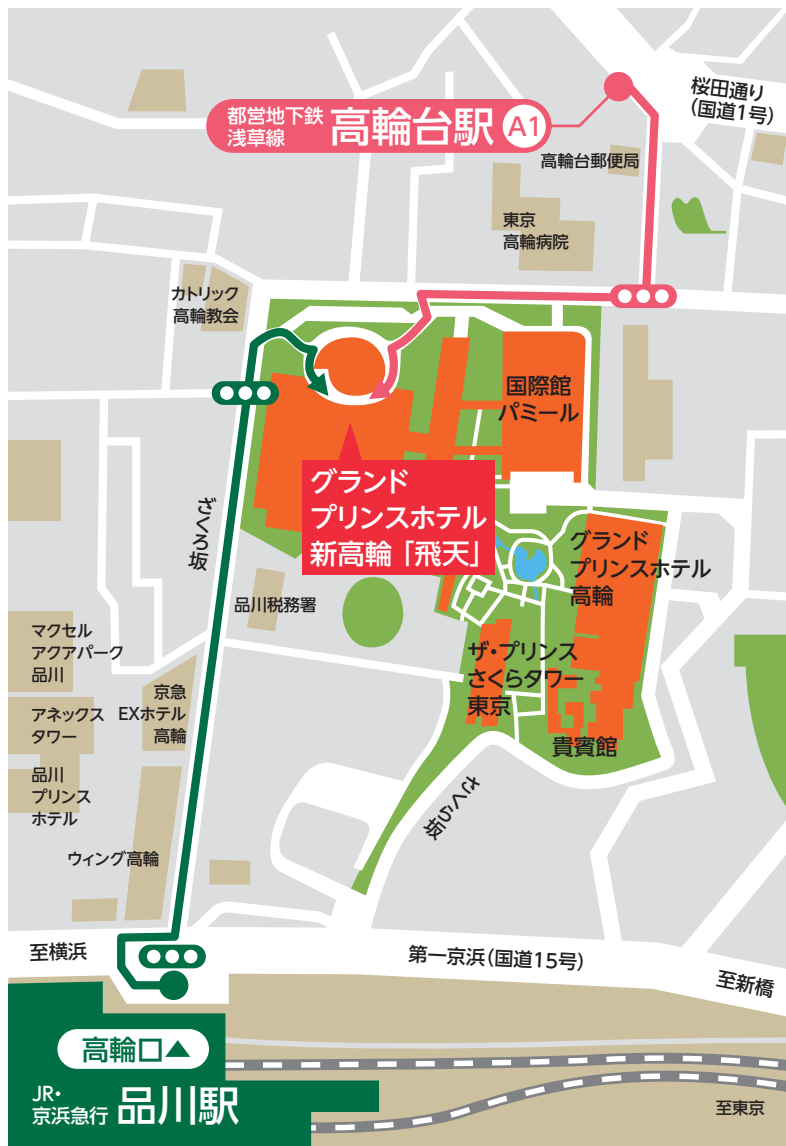 桜田通り
(国道1号)
都営地下鉄
浅草線
高輪台駅 A1
高輪台郵便局
東京
高輪病院
カトリック
高輪教会
国際館
パミール
グランド
プリンスホテル
新高輪「飛天」
ざくろ坂
グランド
プリンスホテル
高輪
品川税務署
マクセル
アクアパーク
品川
ザ・プリンス
さくらタワー
東京
京急
EXホテル
高輪
アネックス
タワー
貴賓館
品川
プリンス
ホテル
さくら坂
ウィング高輪
至横浜
第一京浜(国道15号)
至新橋
高輪口▲
JR・
京浜急行
品川駅
至東京